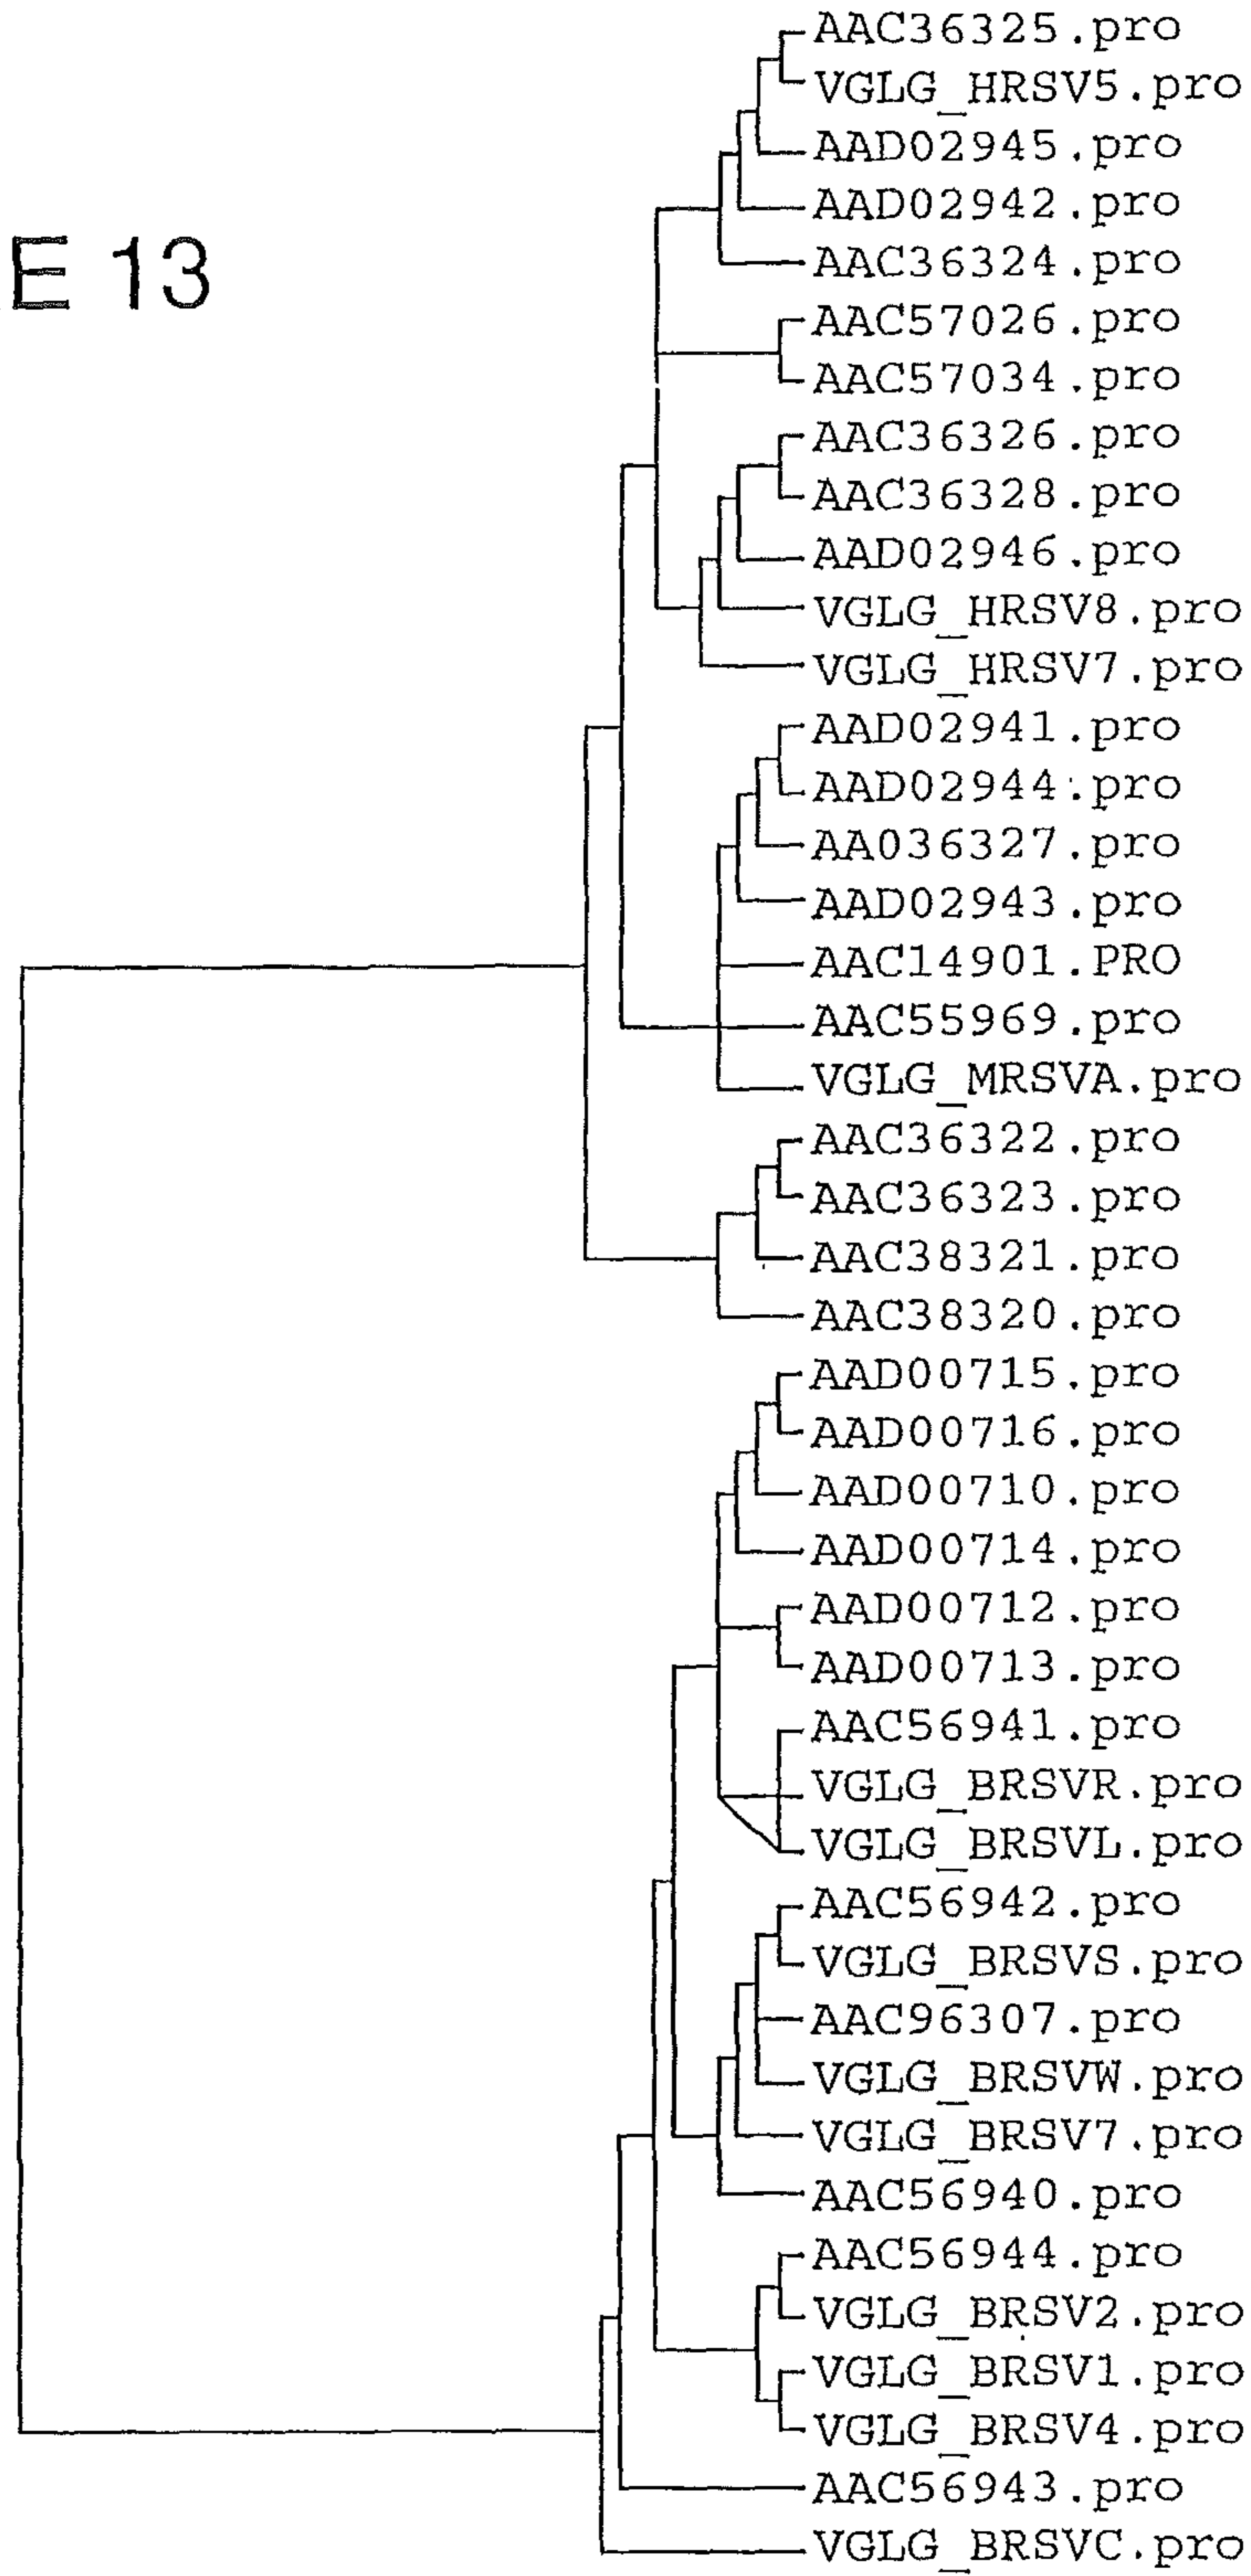 AAC36325.pro
VGLG_HRSV5.pro
AAD02945.pro
AAD02942.pro
E 13
AAC36324.pro
AAC57026.pro
AAC57034.pro
AAC36326.pro
AAC36328.pro
AAD02946.pro
VGLG_HRSV8.pro
VGLG_HRSV7.pro
AAD02941.pro
AAD02944.pro
AA036327.pro
AAD02943.pro
AAC14901.PRO
AAC55969.pro
VGLG_MRSVA.pro
AAC36322.pro
AAC36323.pro
AAC38321.pro
AAC38320.pro
AAD00715.pro
AAD00716.pro
AAD00710.pro
AAD00714.pro
AAD00712.pro
AAD00713.pro
AAC56941.pro
VGLG_BRSVR.pro
VGLG_BRSVL.pro
AAC56942.pro
VGLG_BRSVS.pro
AAC96307.pro
VGLG_BRSVW.pro
VGLG_BRSV7.pro
AAC56940.pro
AAC56944.pro
VGLG_BRSV2.pro
VGLG_BRSV1.pro
VGLG_BRSV4.pro
AAC56943.pro
VGLG_BRSVC.pro